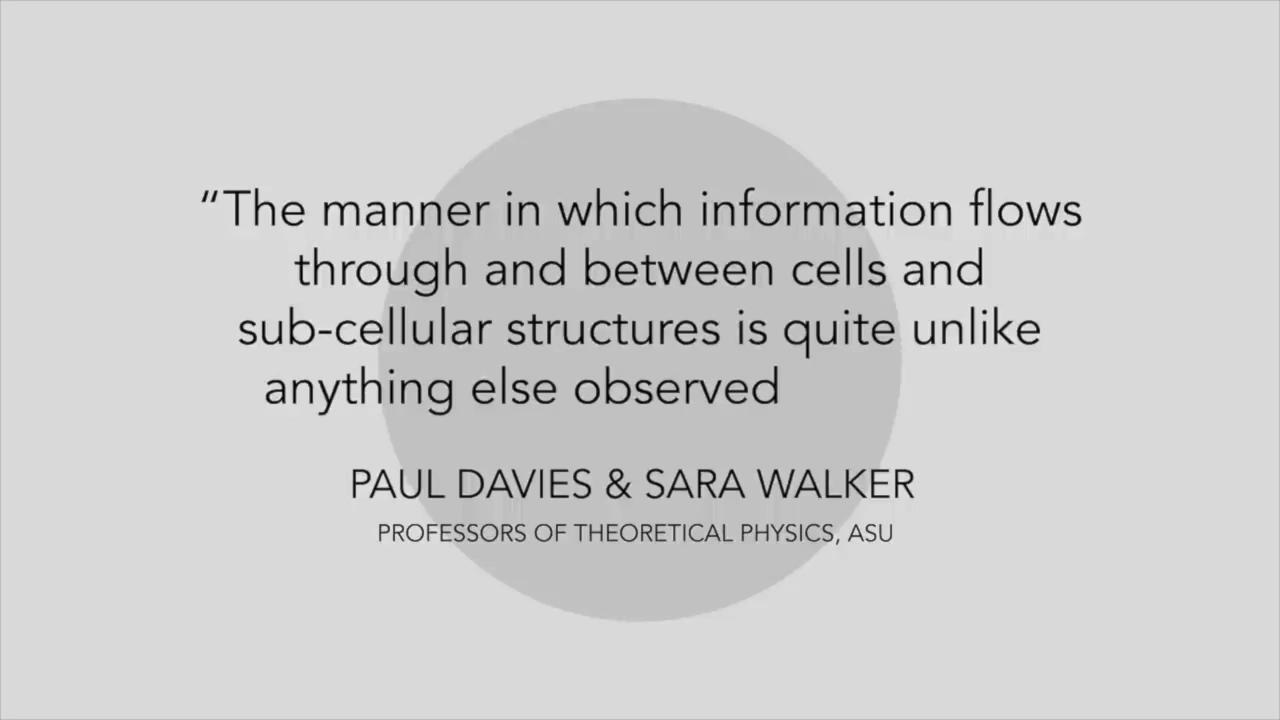 “The manner in which information flows
through and between cells and
sub-cellular structures is quite unlike
anything else observed
PAUL DAVIES & SARA WALKER
PROFESSORS OF THEORETICAL PHYSICS, ASU